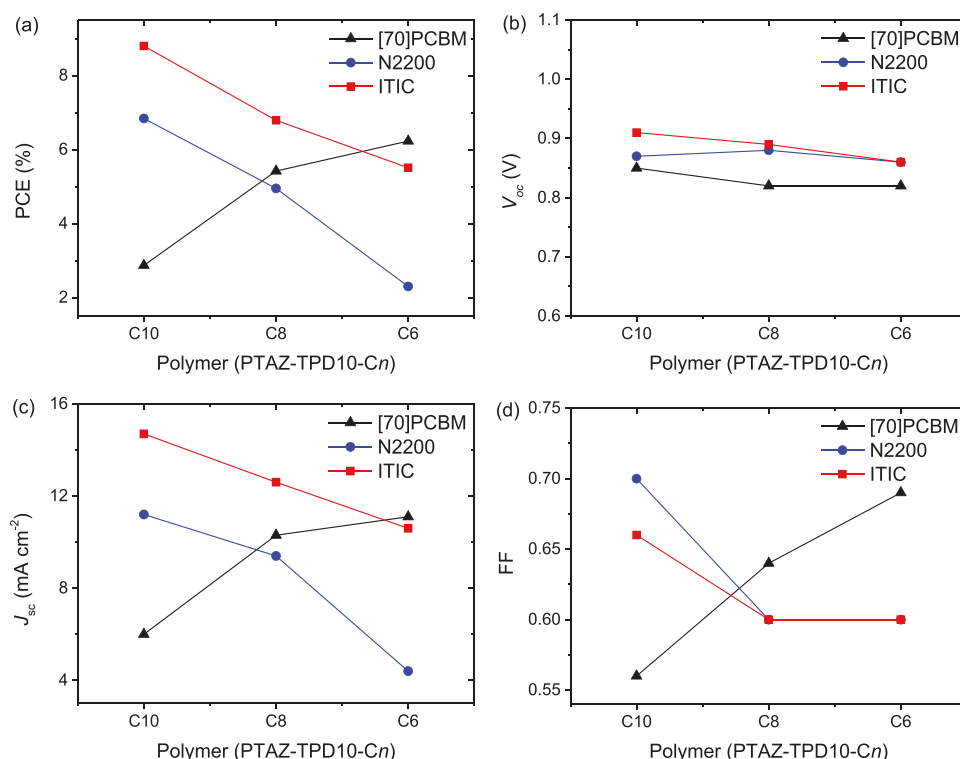 (a)
[70]PCBM
N2200
ITIC
8
6
4
2
PCE (%)
C10 C8 C6
Polymer (PTAZ-TPD10-Cn)
(b)
[70]PCBM
N2200
ITIC
1.1
1.0
0.9
0.8
0.7
0.6
Voc (V)
C10 C8 C6
Polymer (PTAZ-TPD10-Cn)
(c)
[70]PCBM
N2200
ITIC
16
12
8
4
Jsc (mA cm-2)
C10 C8 C6
Polymer (PTAZ-TPD10-Cn)
(d)
[70]PCBM
N2200
ITIC
0.75
0.70
0.65
0.60
0.55
FF
C10 C8 C6
Polymer (PTAZ-TPD10-Cn)